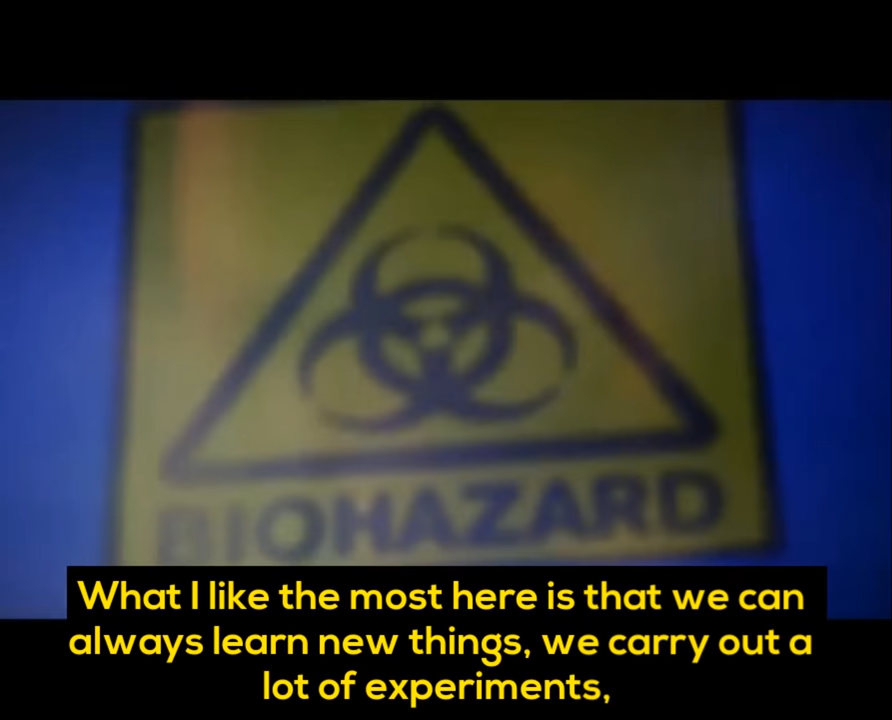 BIOHAZARD
What I like the most here is that we can
always learn new things, we carry out a
lot of experiments,